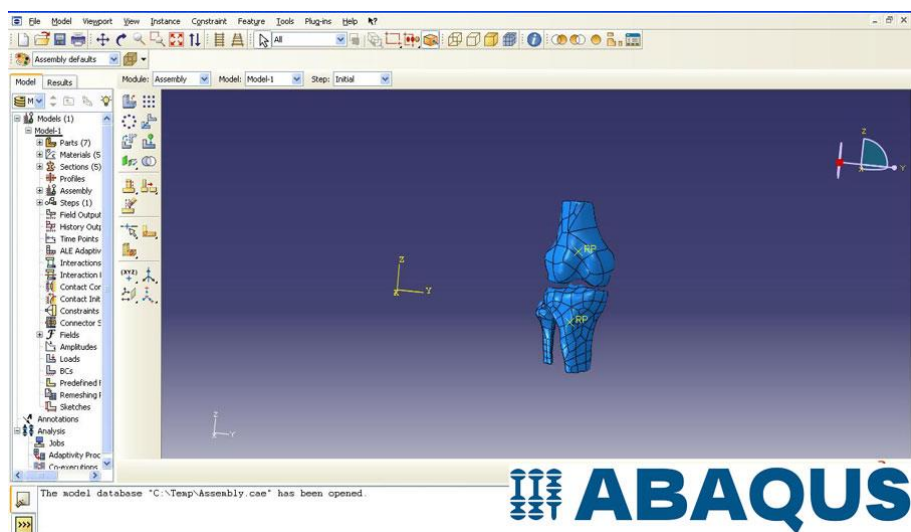 File Model Viewport View Instance Constraint Feature Tools Plug-ins Help
All
Assembly defaults
Model Results
Module: Assembly Model: Model-1 Step: Initial
M
Models (1)
Model-1
Parts (7)
Materials (5
Sections (5)
Profiles
Assembly
Steps (1)
Field Output
History Outp
Time Points
ALE Adaptiv
Interactions
Interaction
Contact Cor
Contact Init
Constraints
Connector S
Fields
Amplitudes
Loads
BCs
Predefined F
Remeshing
Sketches
Annotations
Analysis
Jobs
Adaptivity Proc
Co-executions
(XYZ)
Z
Y
X
RP
RP
Z
Y
X
Z
Y
The model database "C:\Temp\Assembly.cae" has been opened.
>>>
ABAQUS